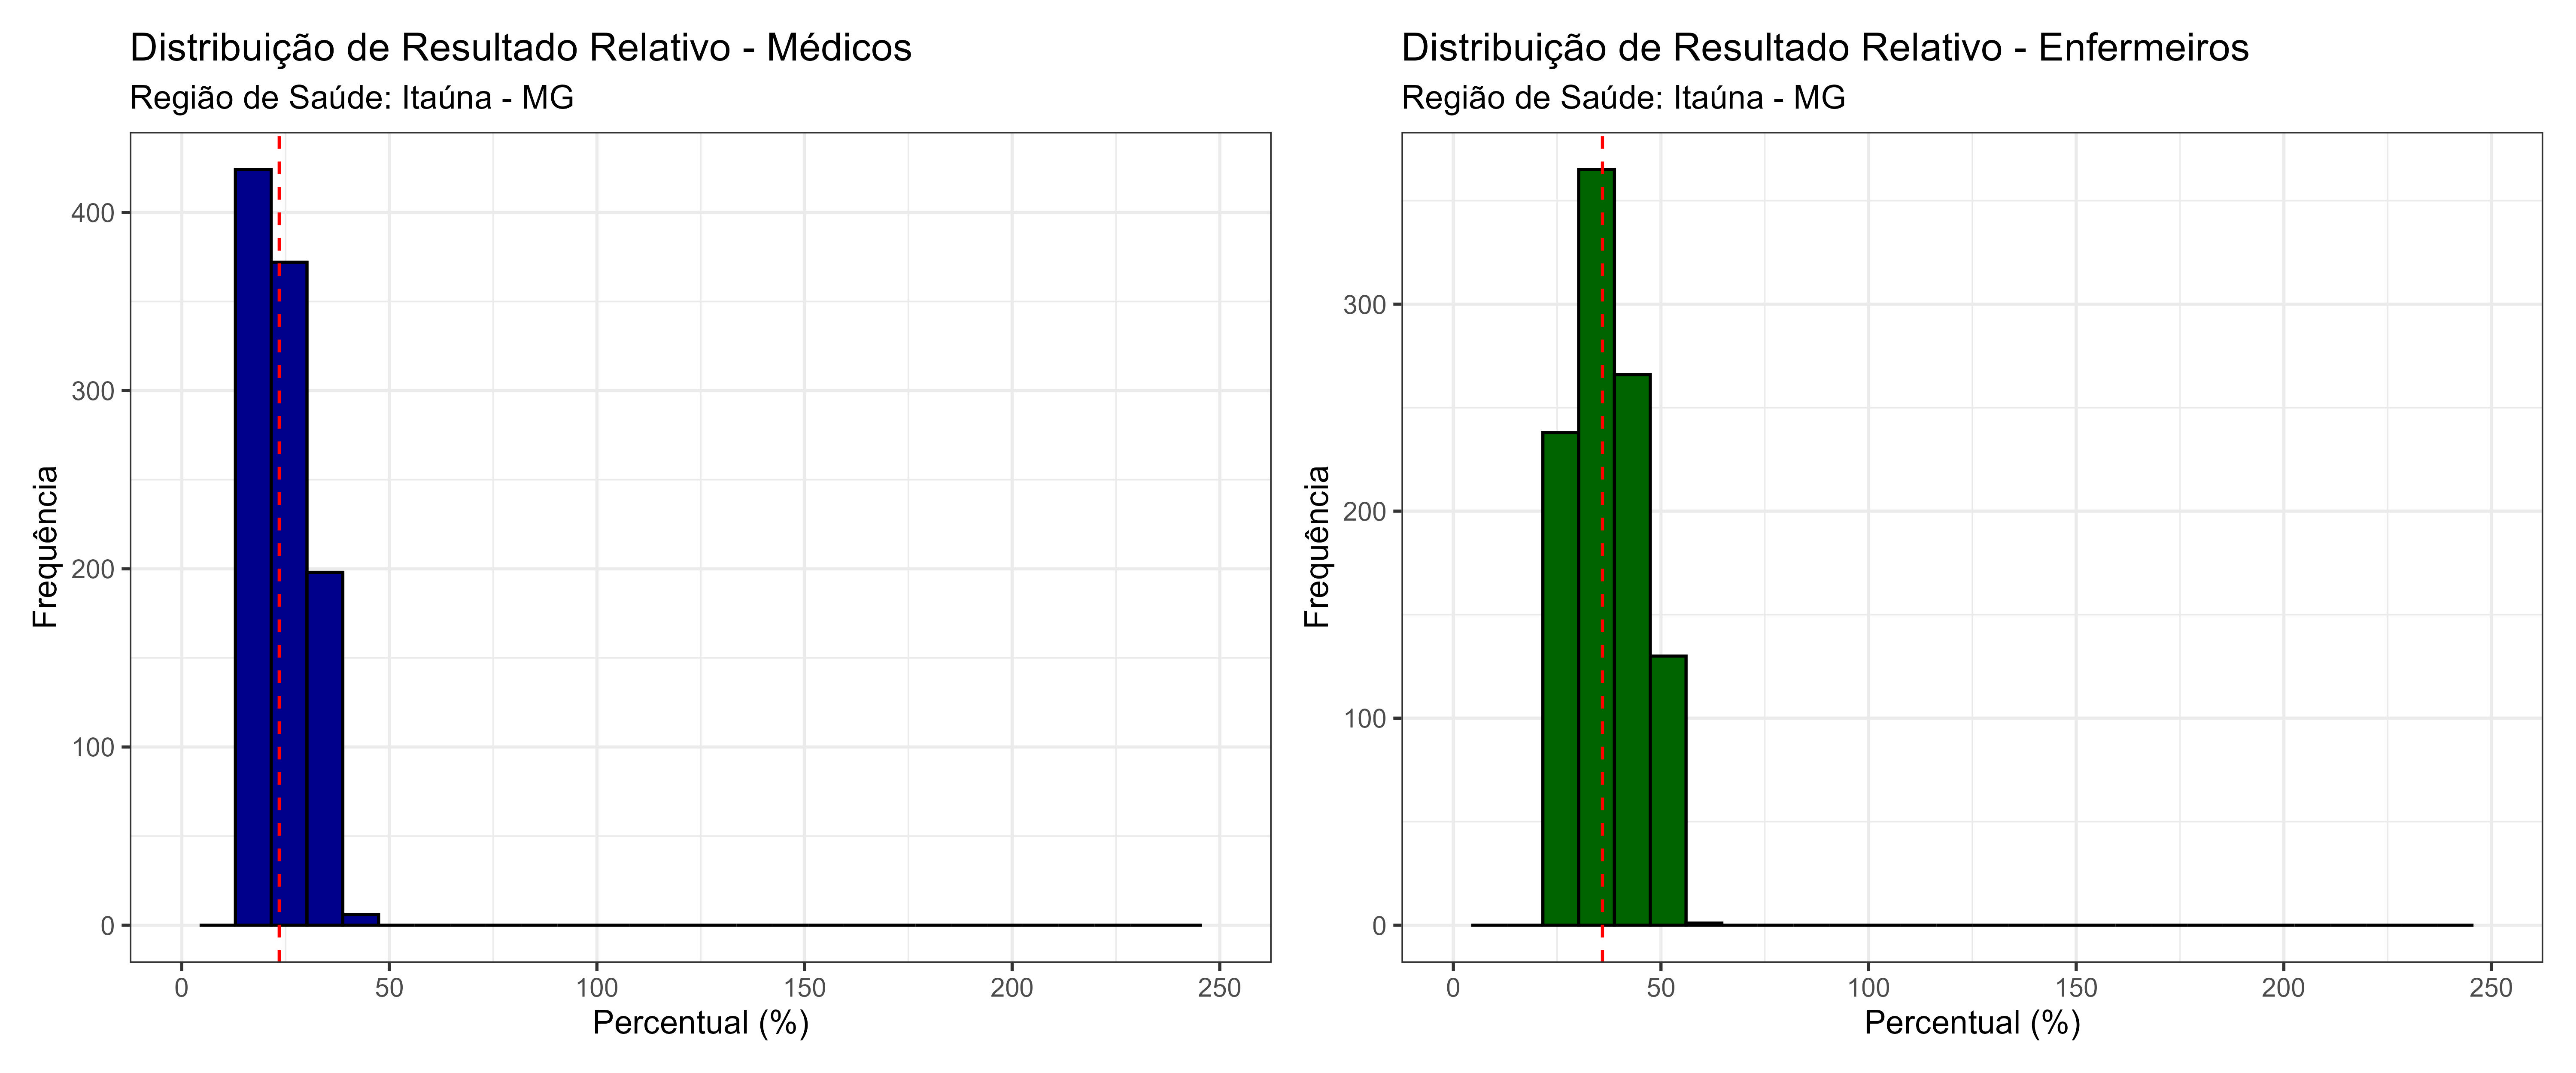 Distribuição de Resultado Relativo - Médicos
Região de Saúde: Itaúna - MG
Frequência
400
300
200
100
0
0 50 100 150 200 250
Percentual (%)
Distribuição de Resultado Relativo - Enfermeiros
Região de Saúde: Itaúna - MG
Frequência
300
200
100
0
0 50 100 150 200 250
Percentual (%)